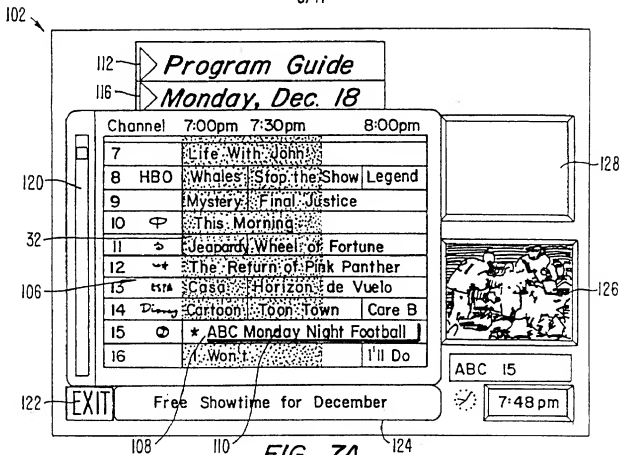 102
112 Program Guide
116 Monday, Dec. 18
Channel 7:00pm 7:30pm 8:00pm
7 Life With John
8 HBO Whales Stop the Show Legend
9 Mystery Final Justice
10 This Morning
11 Jeopardy Wheel of Fortune
12 The Return of Pink Panther
13 Casa Horizon de Vuelo
14 Disney Cartoon Toon Town Care B
15 ★ ABC Monday Night Football
16 I Won't I'll Do
120
32
106
128
126
ABC 15
122 EXIT Free Showtime for December 7:48 pm
108 110 FIG. 7A 124